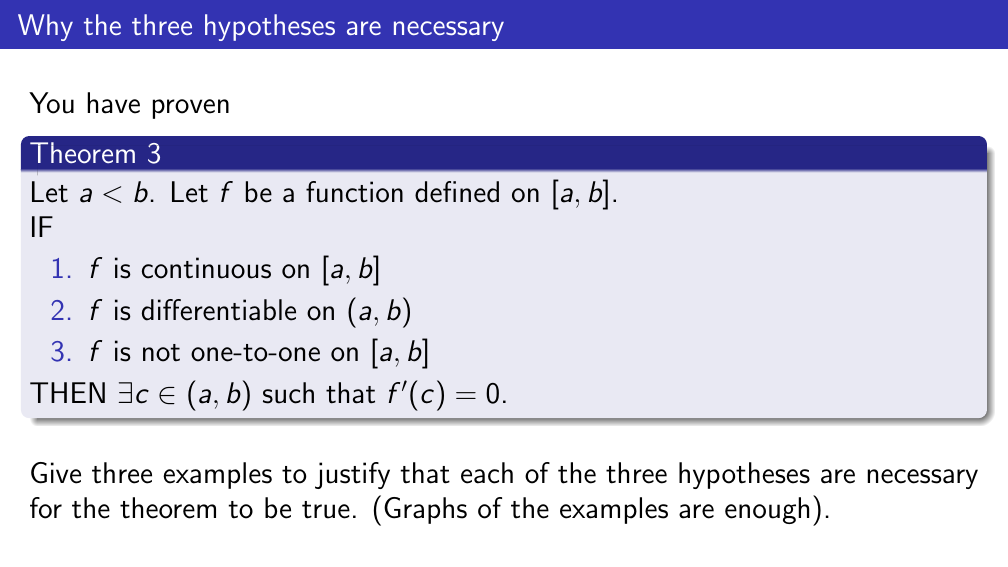 Why the three hypotheses are necessary
You have proven
Theorem 3
Let a < b. Let f be a function defined on [a, b].
IF
1. f is continuous on [a, b]
2. f is differentiable on (a, b)
3. f is not one-to-one on [a, b]
THEN ∃c ∈ (a, b) such that f′(c) = 0.
Give three examples to justify that each of the three hypotheses are necessary
for the theorem to be true. (Graphs of the examples are enough).